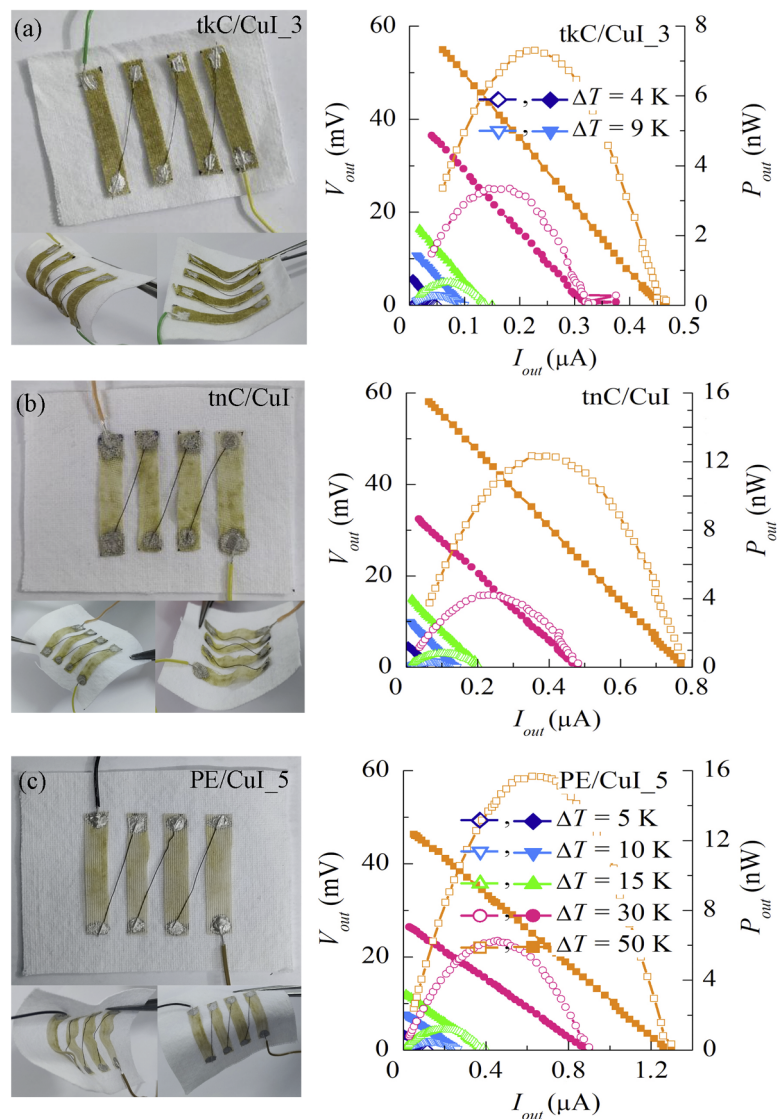 (a)
tkC/CuI_3
60
40
20
0
V_out (mV)
tkC/CuI_3
, ΔT = 4 K
, ΔT = 9 K
8
6
4
2
0
P_out (nW)
0 0.1 0.2 0.3 0.4 0.5
I_out (μA)
(b)
tnC/CuI
60
40
20
0
V_out (mV)
tnC/CuI
16
12
8
4
0
P_out (nW)
0 0.2 0.4 0.6 0.8
I_out (μA)
(c)
PE/CuI_5
60
40
20
0
V_out (mV)
PE/CuI_5
, ΔT = 5 K
, ΔT = 10 K
, ΔT = 15 K
, ΔT = 30 K
, ΔT = 50 K
16
12
8
4
0
P_out (nW)
0 0.4 0.8 1.2
I_out (μA)